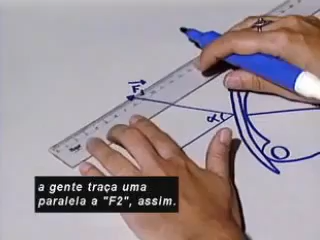 F
α
a gente traça uma
paralela a "F2", assim.